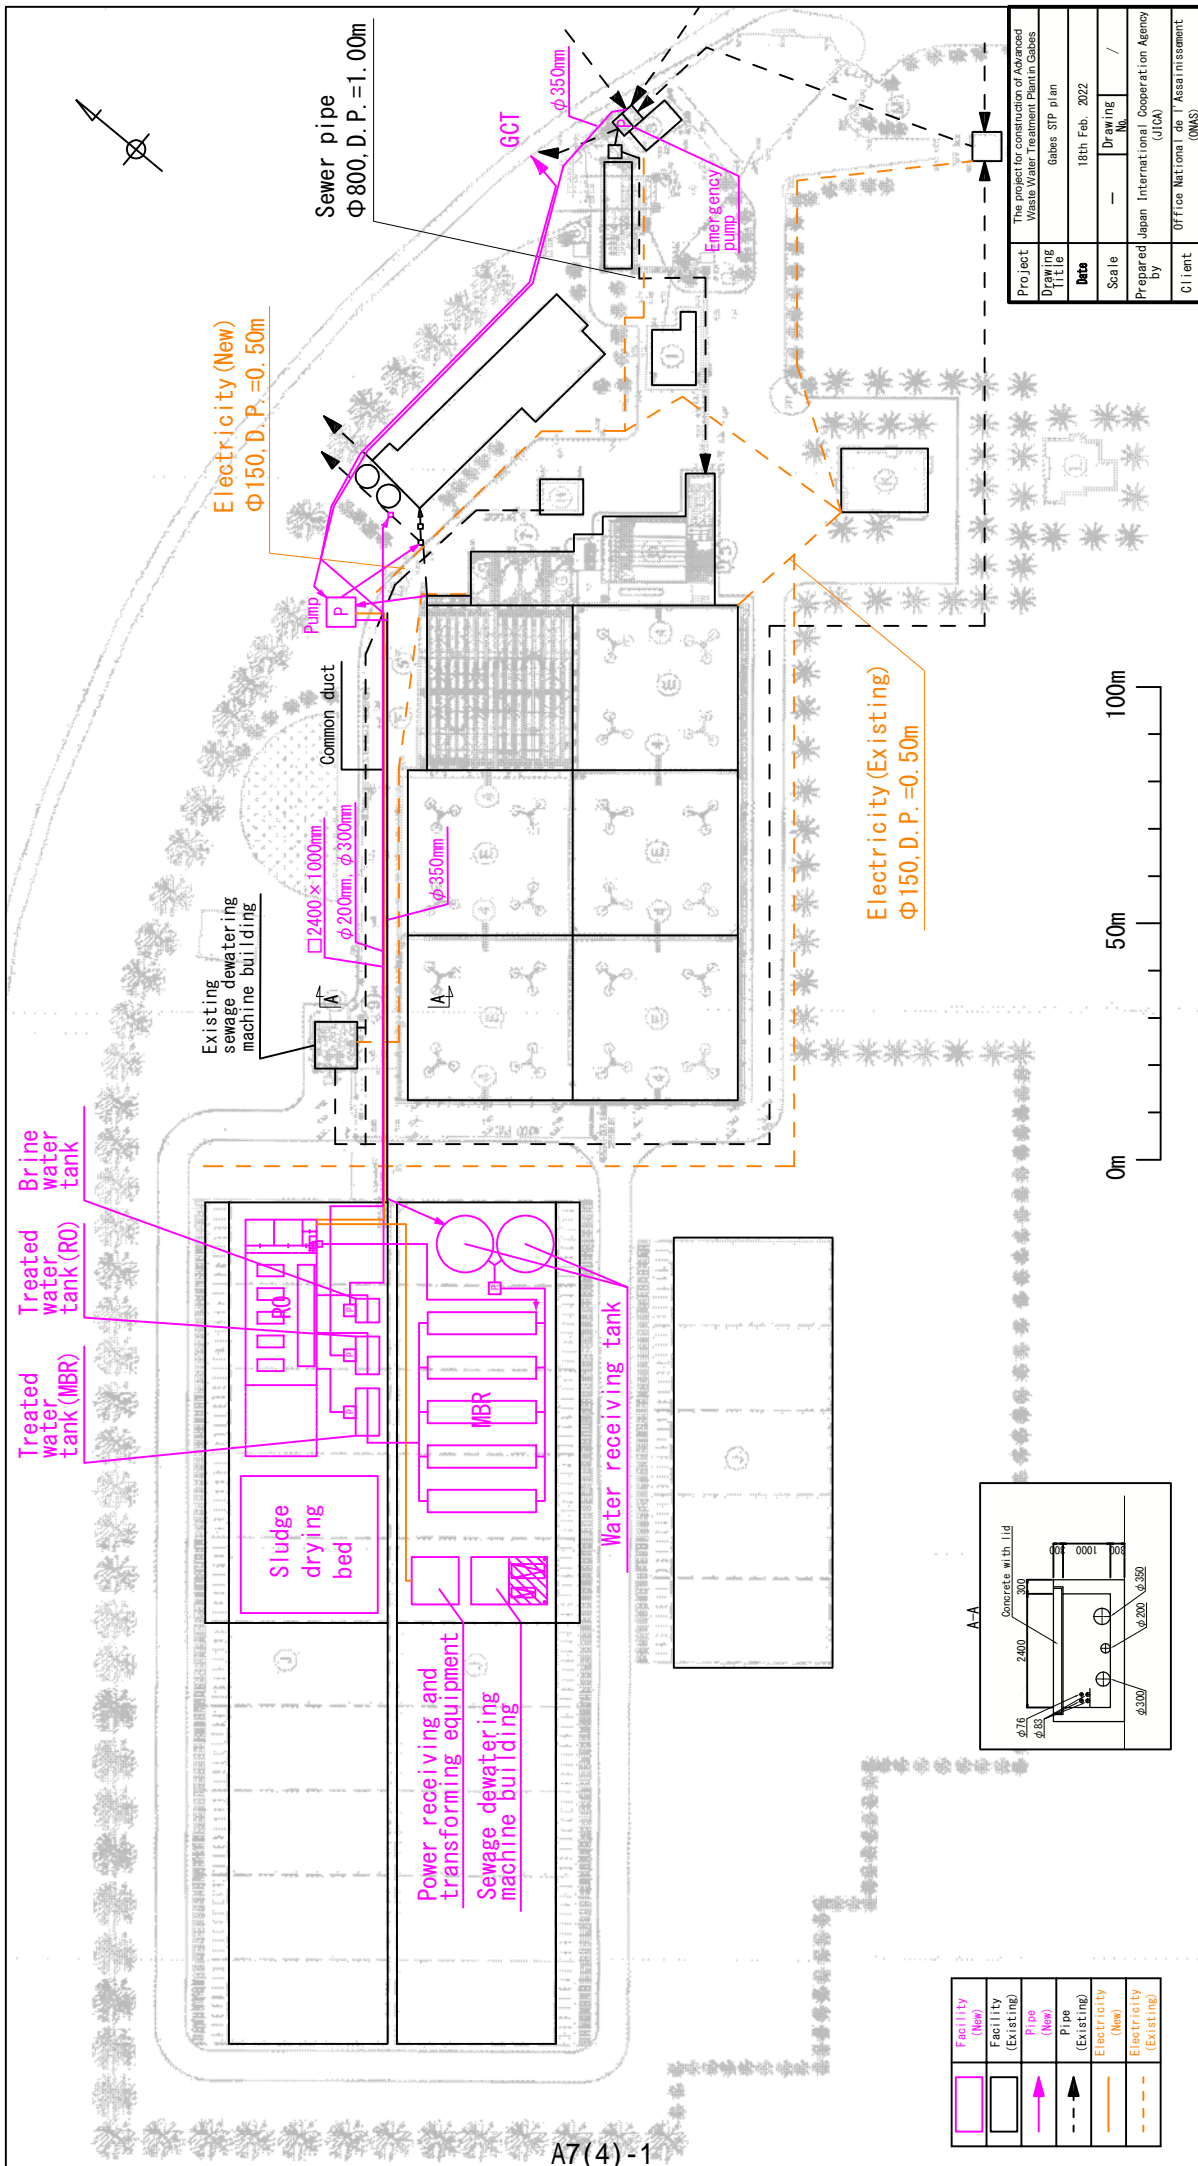 Project
The project for construction of Advanced
Waste Water Treatment Plant in Gabes
Drawing
Title
Gabes STP plan
Date
18th Feb. 2022
Scale
—
Drawing
No.
/
Prepared
by
Japan International Cooperation Agency
(JICA)
Client
Office National de l'Assainissement
(ONAS)
Sewer pipe
Φ800, D.P.=1.00m
φ350mm
GCT
P
Emergency
pump
Electricity(New)
Φ150, D.P.=0.50m
Pump
P
Common duct
□2400×1000mm
φ200mm, φ300mm
φ350mm
Existing
sewage dewatering
machine building
A
A
Electricity(Existing)
Φ150, D.P.=0.50m
0m
50m
100m
Brine
water
tank
Treated
water
tank(RO)
Treated
water
tank(MBR)
RO
P
P
P
P
MBR
Water receiving tank
Sludge
drying
bed
Power receiving and
transforming equipment
Sewage dewatering
machine building
A-A
Concrete with lid
2400
300
200
1000
300
φ76
φ83
φ300
φ200
φ350
Facility
(New)
Facility
(Existing)
Pipe
(New)
Pipe
(Existing)
Electricity
(New)
Electricity
(Existing)
A7(4)-1